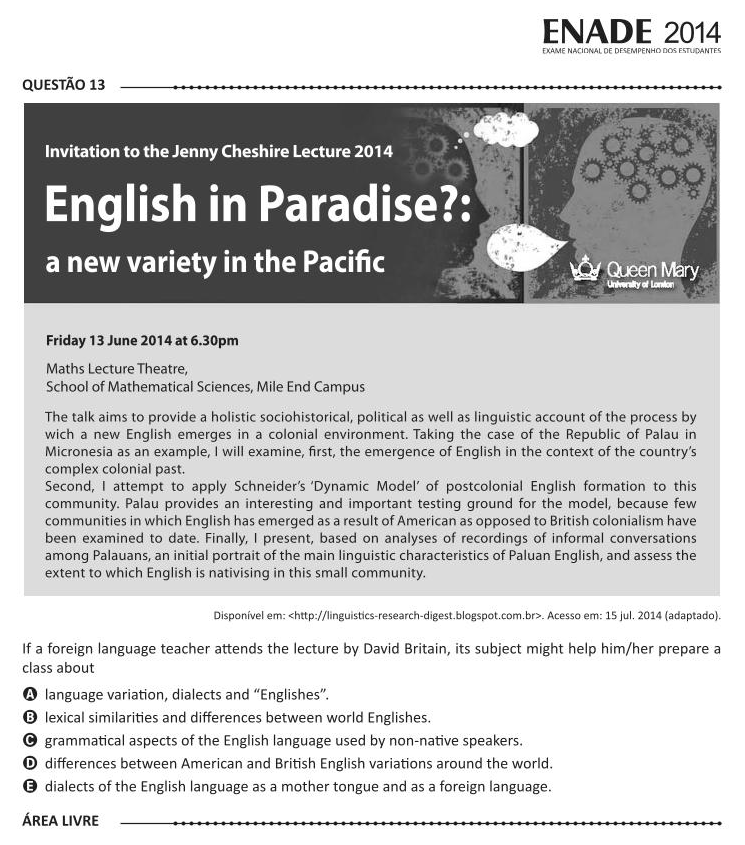 ENADE 2014
EXAME NACIONAL DE DESEMPENHO DOS ESTUDANTES
QUESTÃO 13
Invitation to the Jenny Cheshire Lecture 2014
English in Paradise?:
a new variety in the Pacific
Queen Mary
University of London
Friday 13 June 2014 at 6.30pm
Maths Lecture Theatre,
School of Mathematical Sciences, Mile End Campus
The talk aims to provide a holistic sociohistorical, political as well as linguistic account of the process by
wich a new English emerges in a colonial environment. Taking the case of the Republic of Palau in
Micronesia as an example, I will examine, first, the emergence of English in the context of the country's
complex colonial past.
Second, I attempt to apply Schneider's 'Dynamic Model' of postcolonial English formation to this
community. Palau provides an interesting and important testing ground for the model, because few
communities in which English has emerged as a result of American as opposed to British colonialism have
been examined to date. Finally, I present, based on analyses of recordings of informal conversations
among Palauans, an initial portrait of the main linguistic characteristics of Paluan English, and assess the
extent to which English is nativising in this small community.
Disponível em: <http://linguistics-research-digest.blogspot.com.br>. Acesso em: 15 jul. 2014 (adaptado).
If a foreign language teacher attends the lecture by David Britain, its subject might help him/her prepare a
class about
A language variation, dialects and “Englishes”.
B lexical similarities and differences between world Englishes.
C grammatical aspects of the English language used by non-native speakers.
D differences between American and British English variations around the world.
E dialects of the English language as a mother tongue and as a foreign language.
ÁREA LIVRE